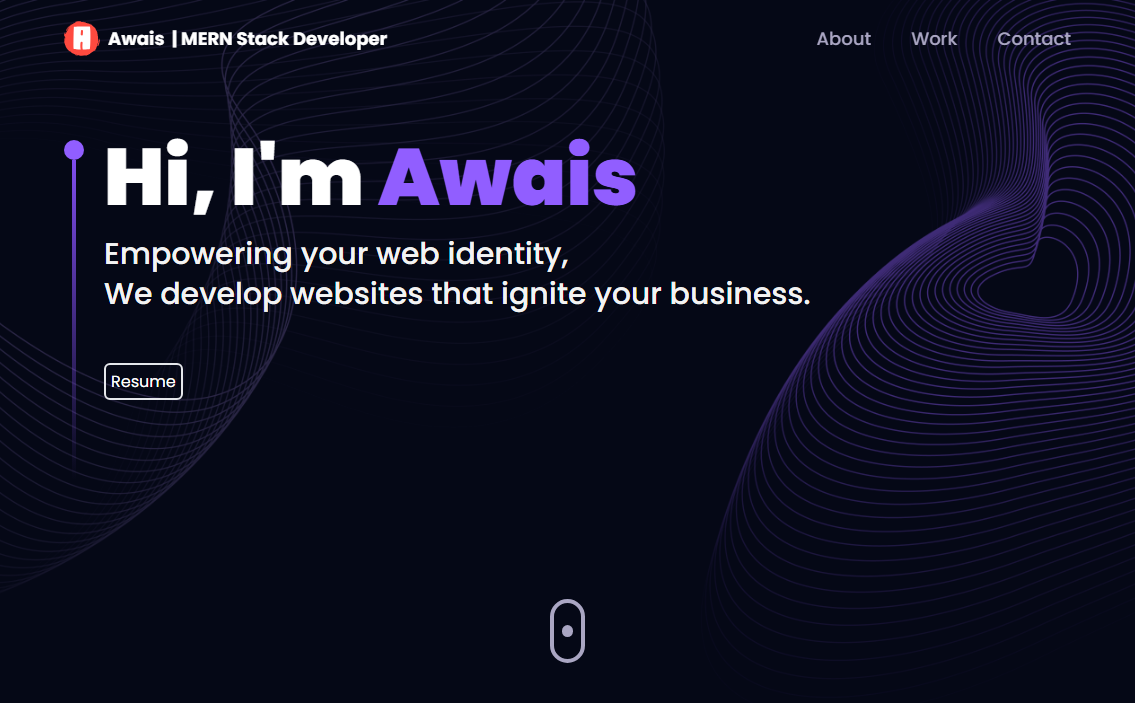 Awais | MERN Stack Developer
About Work Contact
Hi, I'm Awais
Empowering your web identity,
We develop websites that ignite your business.
Resume